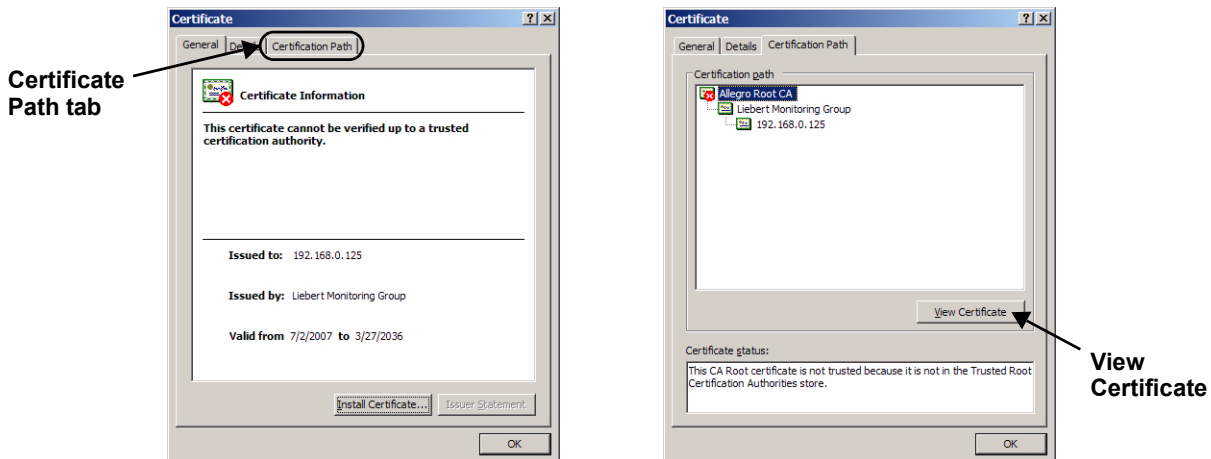 Certificate
General Details Certification Path
Certificate
Path tab
Certificate Information
This certificate cannot be verified up to a trusted
certification authority.
Issued to: 192.168.0.125
Issued by: Liebert Monitoring Group
Valid from 7/2/2007 to 3/27/2036
Install Certificate... Issuer Statement
OK
Certificate
General Details Certification Path
Certification path
Allegro Root CA
Liebert Monitoring Group
192.168.0.125
View Certificate
Certificate status:
This CA Root certificate is not trusted because it is not in the Trusted Root
Certification Authorities store.
View
Certificate
OK